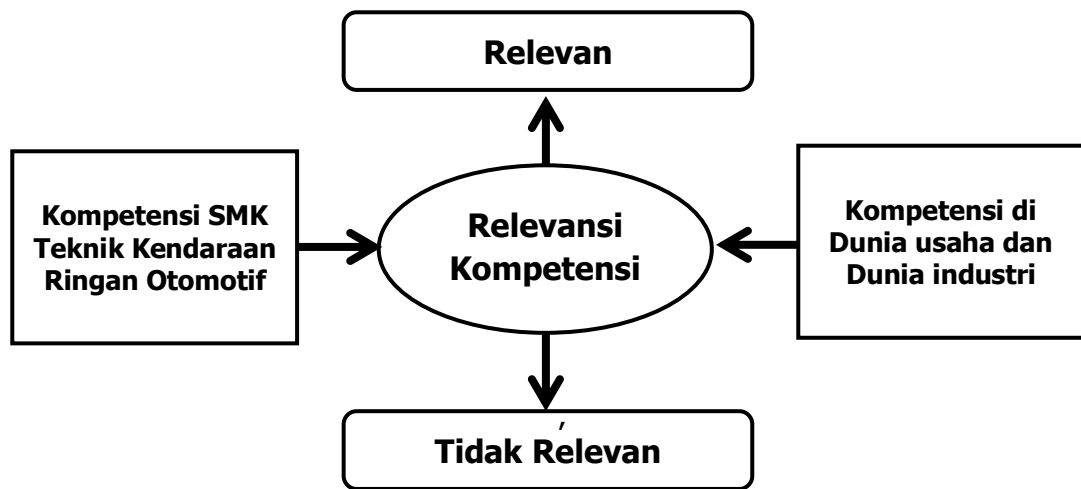 Relevan
Kompetensi SMK
Teknik Kendaraan
Ringan Otomotif
Relevansi
Kompetensi
Kompetensi di
Dunia usaha dan
Dunia industri
,
Tidak Relevan